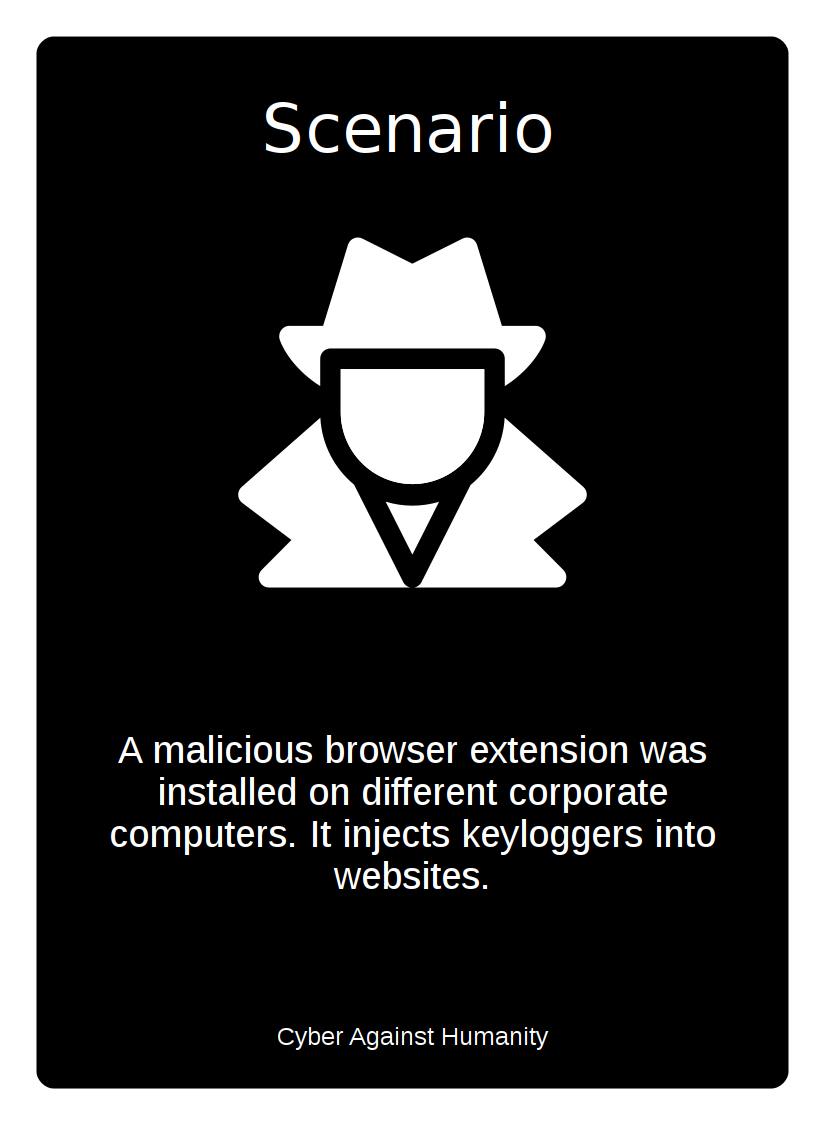 Scenario
A malicious browser extension was
installed on different corporate
computers. It injects keyloggers into
websites.
Cyber Against Humanity